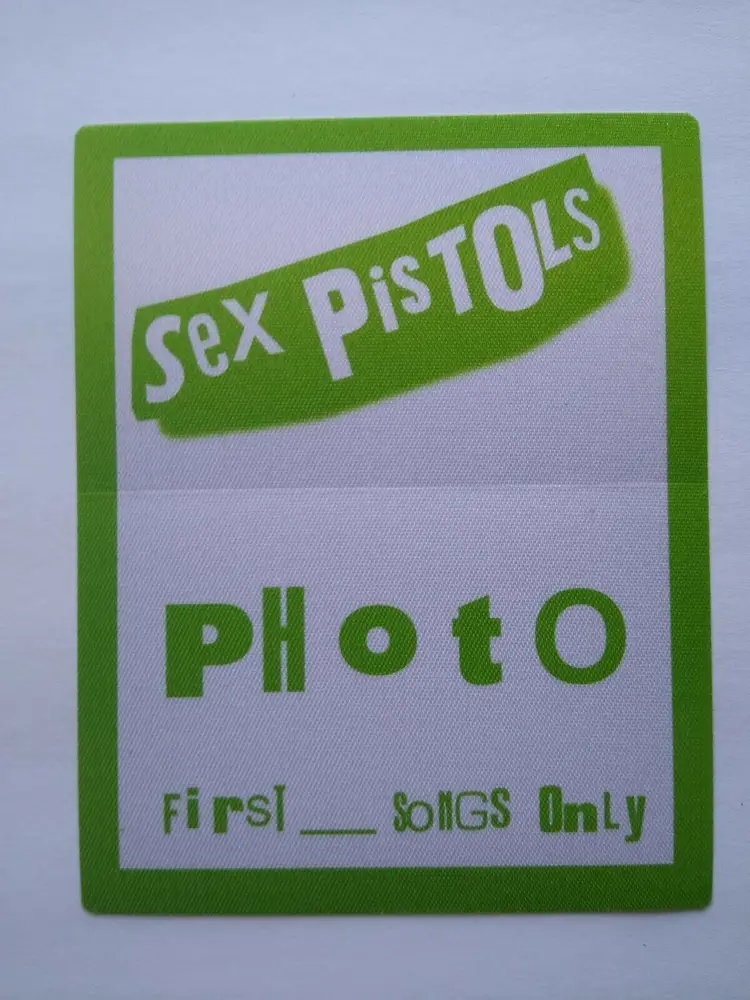 Sex PisTOLS
PHotO
First ___ SoNGS OnLy